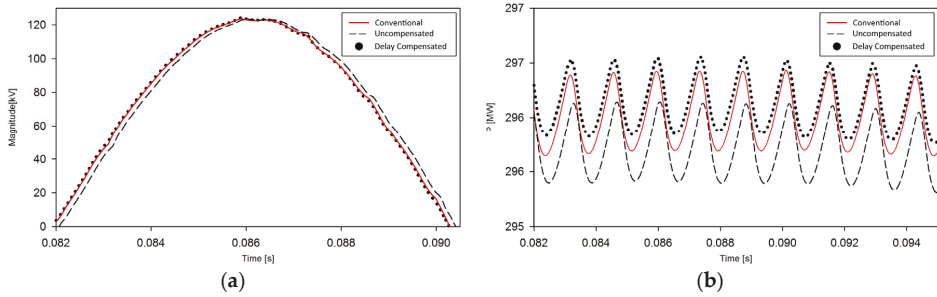 Magnitude[kV]
120
100
80
60
40
20
0
0.082
0.084
0.086
0.088
0.090
Time [s]
Conventional
Uncompensated
Delay Compensated
(a)
P [MW]
297
297
296
296
295
0.082
0.084
0.086
0.088
0.090
0.092
0.094
Time [s]
Conventional
Uncompensated
Delay Compensated
(b)